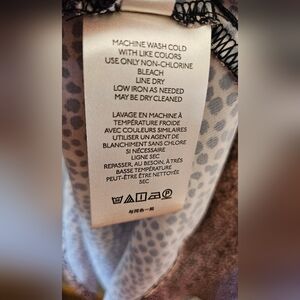 MACHINE WASH COLD
WITH LIKE COLORS
USE ONLY NON-CHLORINE
BLEACH
LINE DRY
LOW IRON AS NEEDED
MAY BE DRY CLEANED
LAVAGE EN MACHINE À
TEMPÉRATURE FROIDE
AVEC COULEURS SIMILAIRES
UTILISER UN AGENT DE
BLANCHIMENT SANS CHLORE
SI NÉCESSAIRE
LIGNE SEC
REPASSER, AU BESOIN, À TRÈS
BASSE TEMPÉRATURE
PEUT-ÊTRE ÊTRE NETTOYÉE
SEC